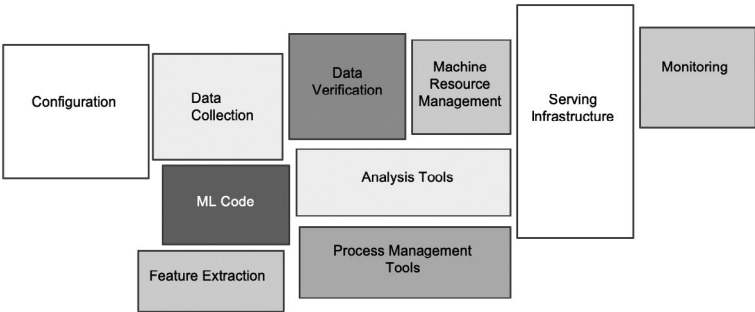 Configuration
Data
Collection
Data
Verification
Machine
Resource
Management
Serving
Infrastructure
Monitoring
ML Code
Analysis Tools
Feature Extraction
Process Management
Tools